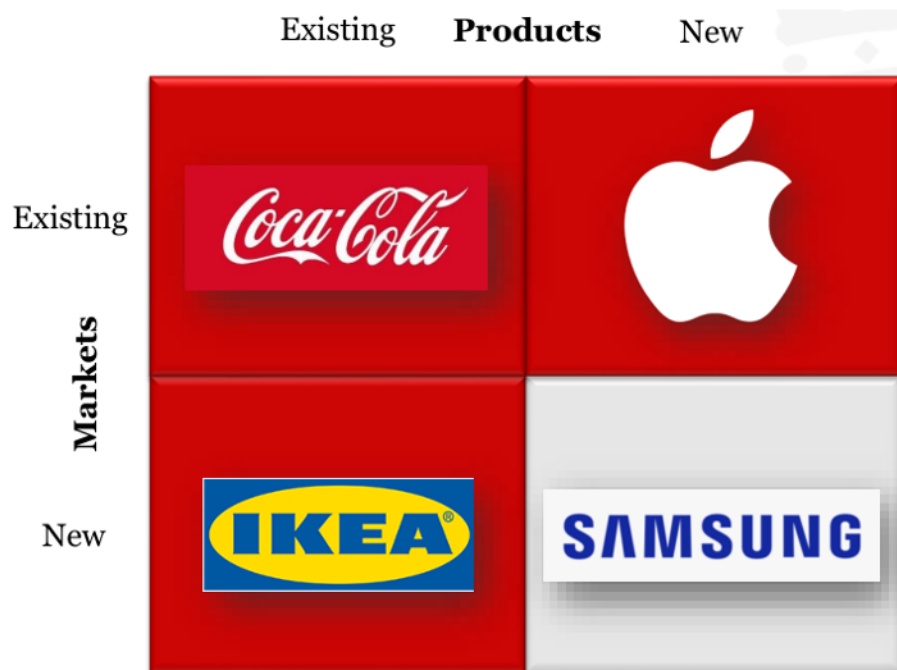 Existing Products New
Existing
Coca-Cola
Markets
New
IKEA®
SAMSUNG